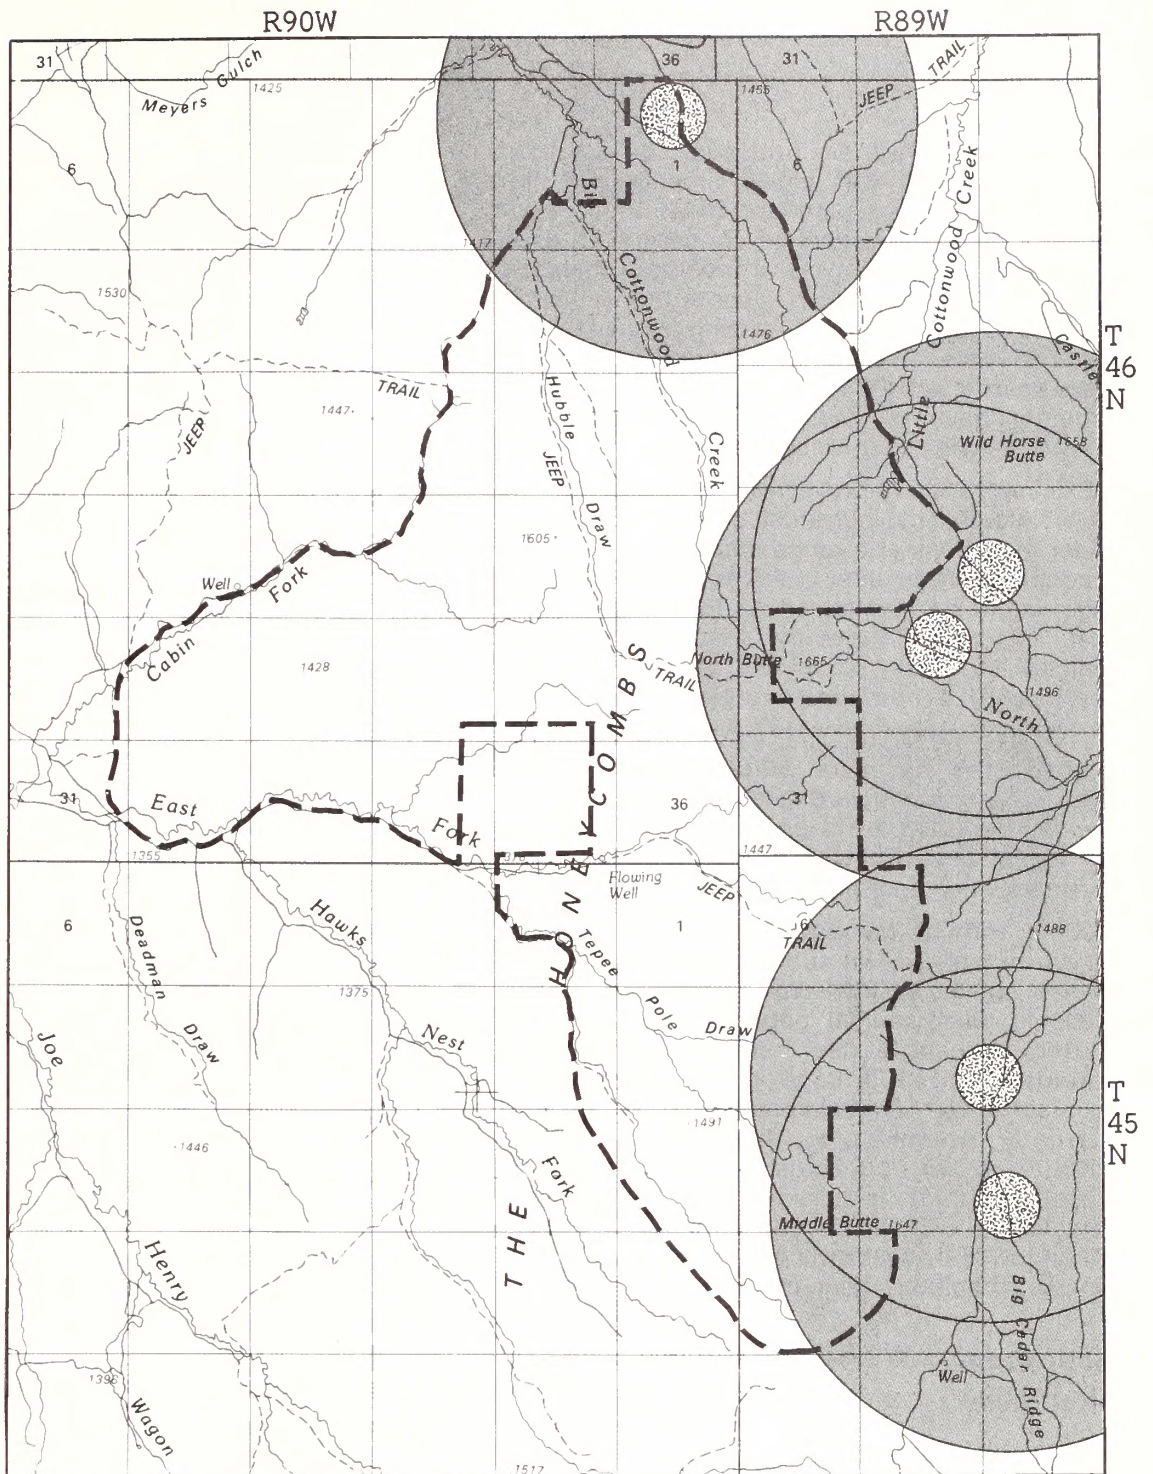 R90W R89W
31 36 31
Meyers Gulch
1425
1455
JEEP TRAIL
6
1
6
Big Cottonwood Creek
1417
1530
Little Cottonwood Creek
1476
Castle
T
46
N
TRAIL
1447
JEEP
Hubble Draw
JEEP
Wild Horse
Butte
1658
1605
Well
Cabin Fork
1428
North Butte
1665
TRAIL
1496
North
THE HONEYCOMBS
31
East Fork
36
31
1355
1447
Flowing
Well
JEEP
TRAIL
6
Deadman Draw
Hawks Nest Fork
1
6
1488
Tepee Pole Draw
1375
Joe Henry
T
45
N
1446
1491
Middle Butte 1647
Big Cedar Ridge
Well
1396
Wagon
1517